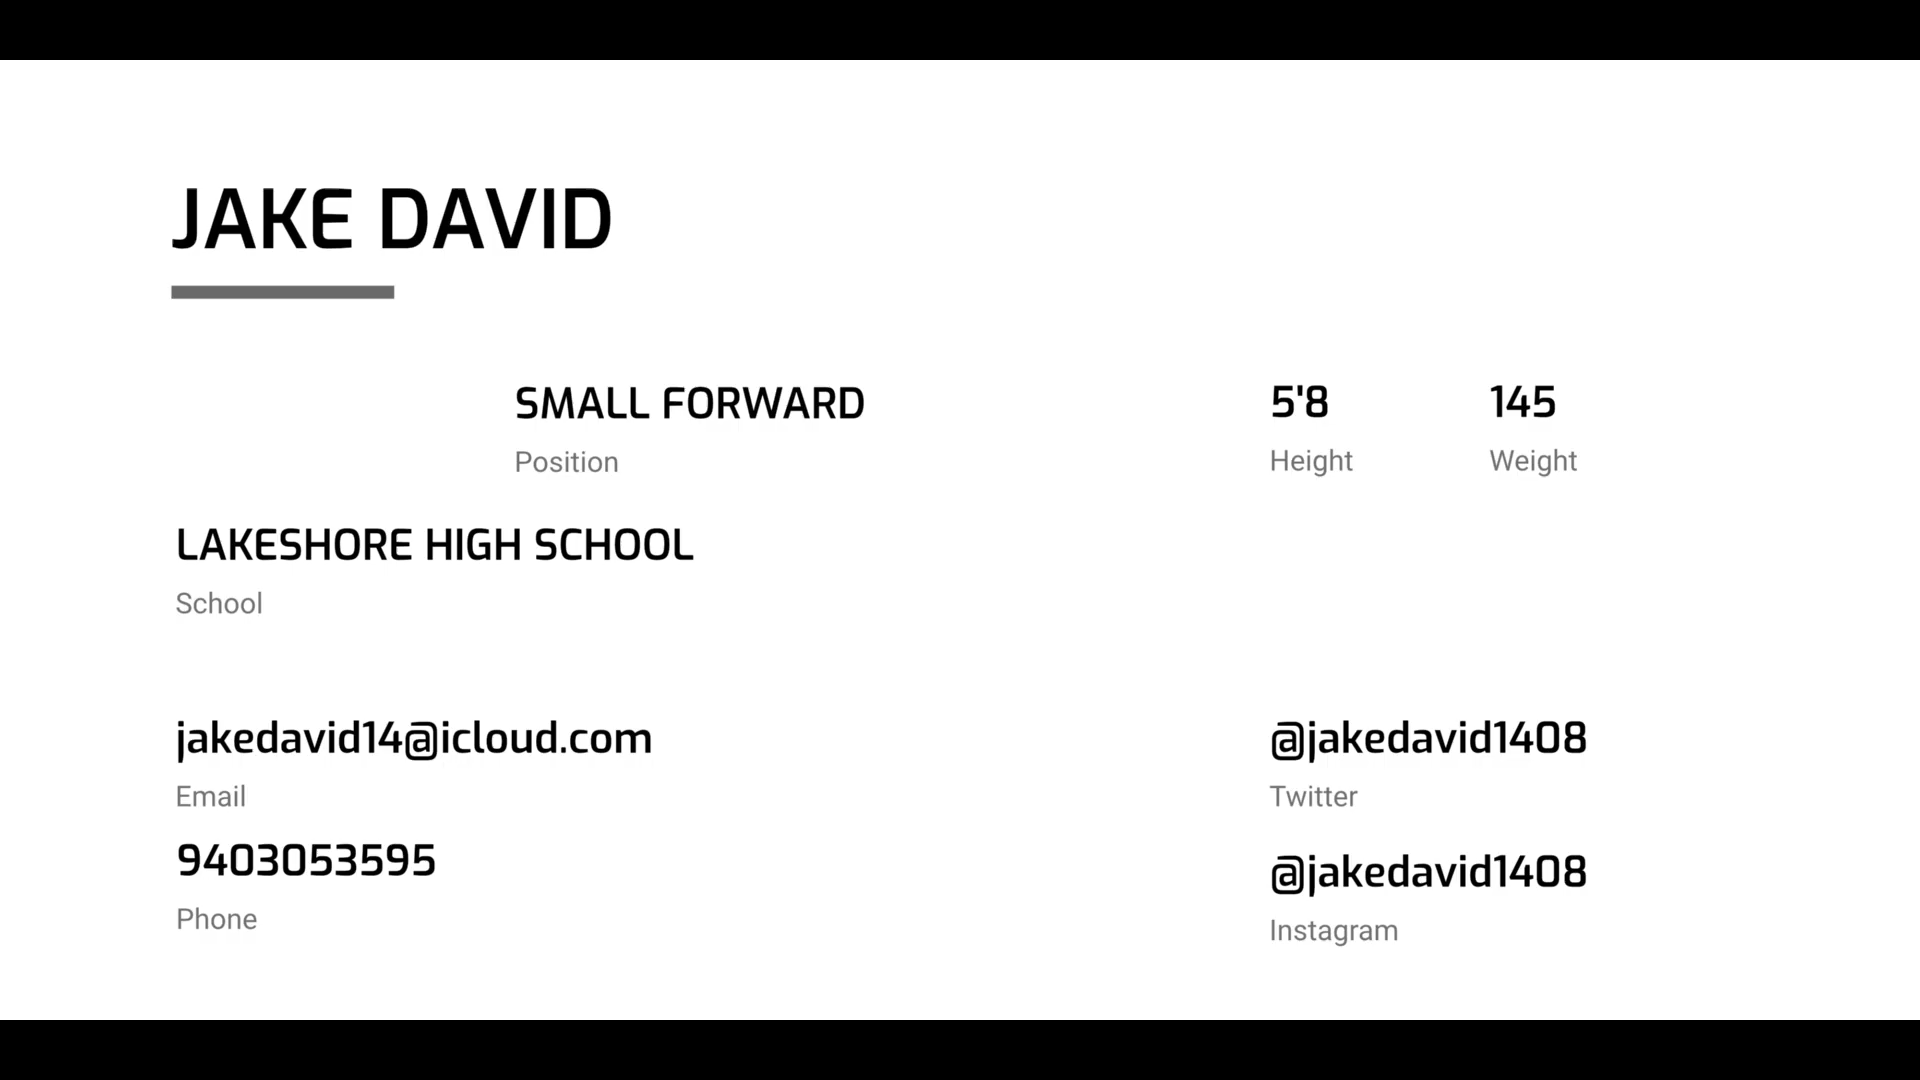 JAKE DAVID
SMALL FORWARD
Position
5'8
Height
145
Weight
LAKESHORE HIGH SCHOOL
School
jakedavid14@icloud.com
Email
9403053595
Phone
@jakedavid1408
Twitter
@jakedavid1408
Instagram